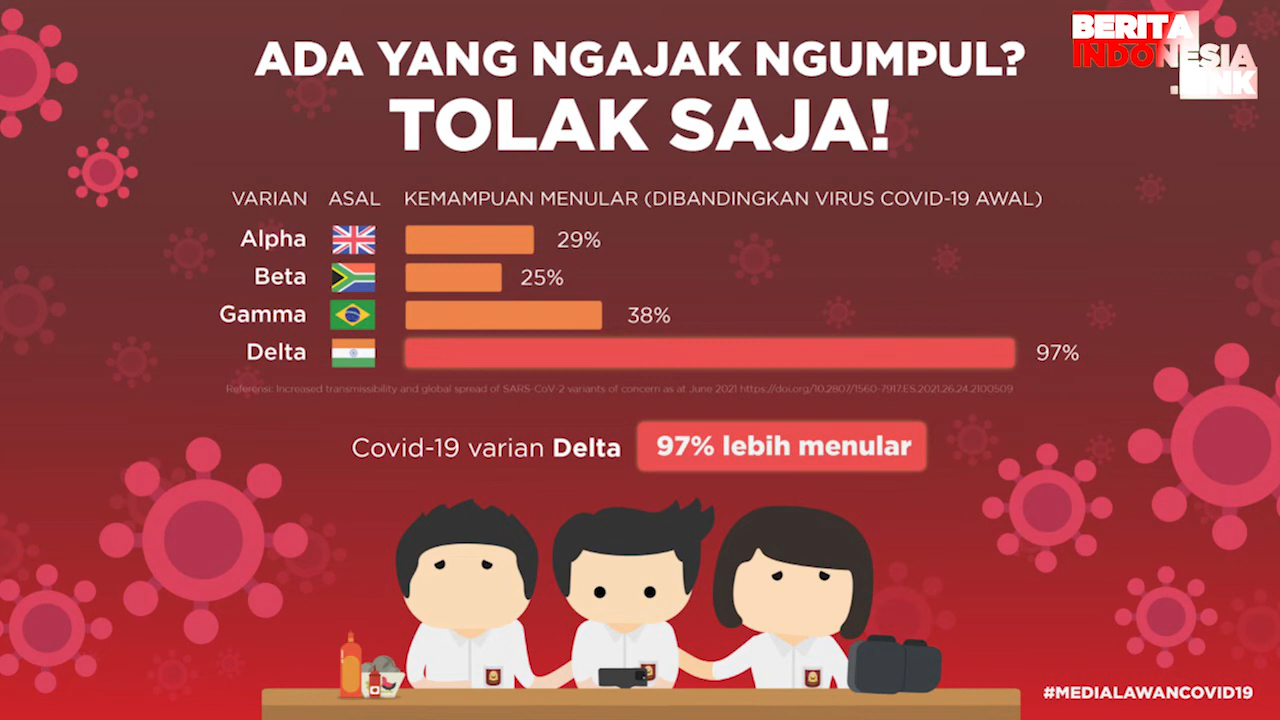 BERITA
INDONESIA
ADA YANG NGAJAK NGUMPUL?
TOLAK SAJA!
VARIAN ASAL KEMAMPUAN MENULAR (DIBANDINGKAN VIRUS COVID-19 AWAL)
Alpha 29%
Beta 25%
Gamma 38%
Delta 97%
Referensi: Increased transmissibility and global spread of SARS-CoV-2 variants of concern as at June 2021 https://doi.org/10.2807/1560-7917.ES.2021.26.24.2100509
Covid-19 varian Delta 97% lebih menular
#MEDIALAWANCOVID19